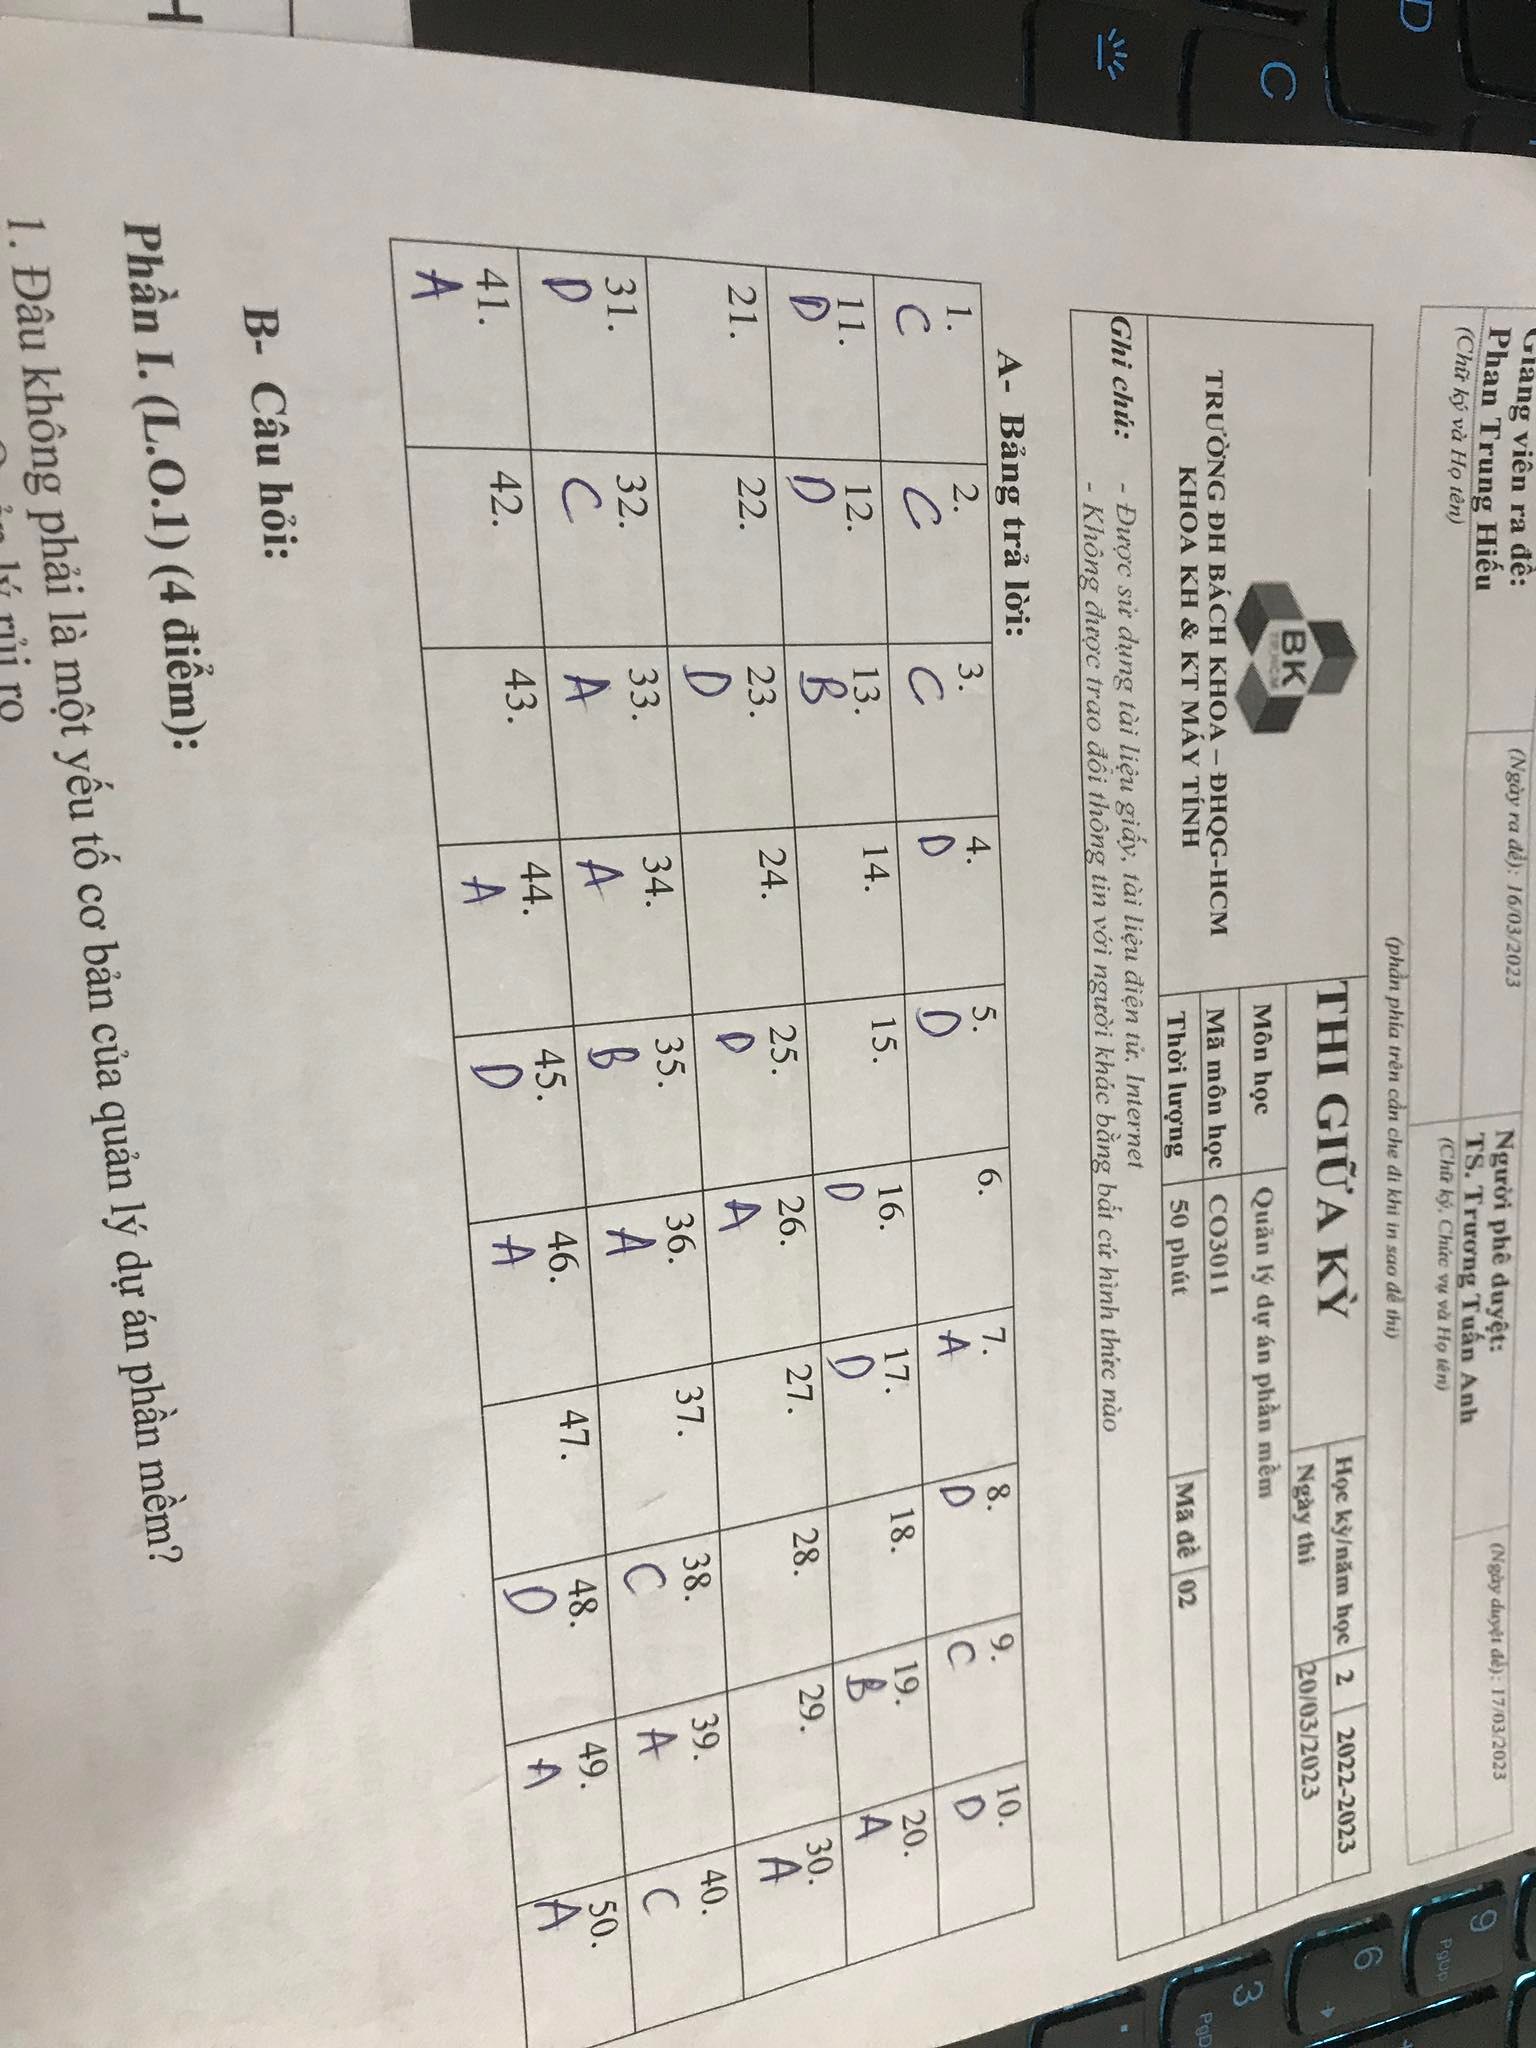 Giảng viên ra đề:
Phan Trung Hiếu
(Chữ ký và Họ tên)
(Ngày ra đề): 16/03/2023
Người phê duyệt:
TS. Trương Tuấn Anh
(Chữ ký, Chức vụ và Họ tên)
(Ngày duyệt đề): 17/03/2023
(phần phía trên cần che đi khi in sao đề thi)
BK
TP.HCM
TRƯỜNG ĐH BÁCH KHOA – ĐHQG-HCM
KHOA KH & KT MÁY TÍNH
THI GIỮA KỲ
Học kỳ/năm học 2 2022-2023
Ngày thi 20/03/2023
Môn học Quản lý dự án phần mềm
Mã môn học CO3011
Thời lượng 50 phút Mã đề 02
Ghi chú: - Được sử dụng tài liệu giấy, tài liệu điện tử, Internet
- Không được trao đổi thông tin với người khác bằng bất cứ hình thức nào
A- Bảng trả lời:
1. 2. 3. 4. 5. 6. 7. 8. 9. 10.
C C C D D A D C D
11. 12. 13. 14. 15. 16. 17. 18. 19. 20.
D D B D D B A
21. 22. 23. 24. 25. 26. 27. 28. 29. 30.
D D A A
31. 32. 33. 34. 35. 36. 37. 38. 39. 40.
D C A A B A C A C
41. 42. 43. 44. 45. 46. 47. 48. 49. 50.
A A D A D A A
B- Câu hỏi:
Phần I. (L.O.1) (4 điểm):
1. Đâu không phải là một yếu tố cơ bản của quản lý dự án phần mềm?
Quản lý rủi ro
D
C
9
PgUp
6
3
PgD
H